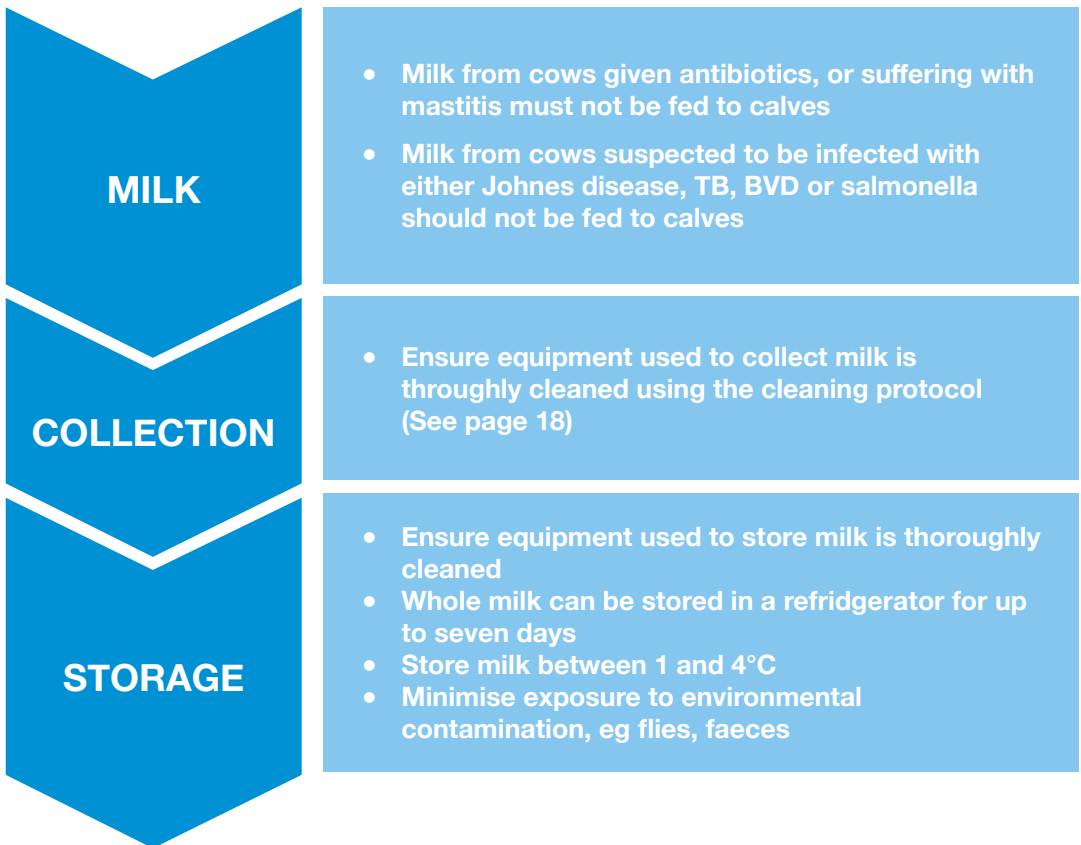 MILK
• Milk from cows given antibiotics, or suffering with
mastitis must not be fed to calves
• Milk from cows suspected to be infected with
either Johnes disease, TB, BVD or salmonella
should not be fed to calves
COLLECTION
• Ensure equipment used to collect milk is
throughly cleaned using the cleaning protocol
(See page 18)
STORAGE
• Ensure equipment used to store milk is thoroughly
cleaned
• Whole milk can be stored in a refridgerator for up
to seven days
• Store milk between 1 and 4°C
• Minimise exposure to environmental
contamination, eg flies, faeces